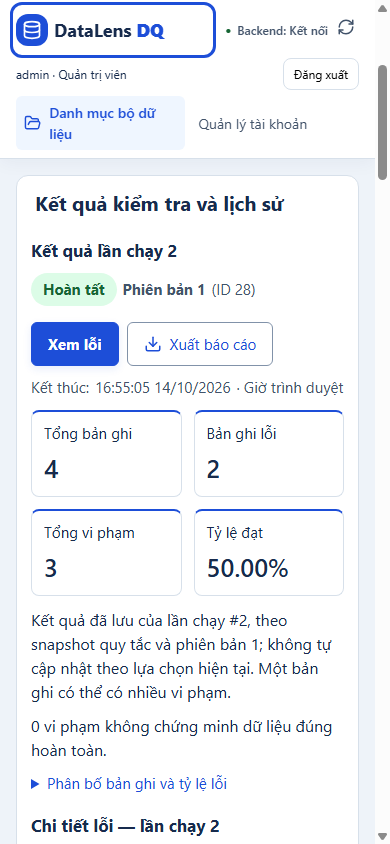 DataLens DQ
Backend: Kết nối
admin · Quản trị viên
Đăng xuất
Danh mục bộ dữ
liệu
Quản lý tài khoản
Kết quả kiểm tra và lịch sử
Kết quả lần chạy 2
Hoàn tất Phiên bản 1 (ID 28)
Xem lỗi
Xuất báo cáo
Kết thúc: 16:55:05 14/10/2026 · Giờ trình duyệt
Tổng bản ghi
4
Bản ghi lỗi
2
Tổng vi phạm
3
Tỷ lệ đạt
50.00%
Kết quả đã lưu của lần chạy #2, theo
snapshot quy tắc và phiên bản 1; không tự
cập nhật theo lựa chọn hiện tại. Một bản
ghi có thể có nhiều vi phạm.
0 vi phạm không chứng minh dữ liệu đúng
hoàn toàn.
Phân bố bản ghi và tỷ lệ lỗi
Chi tiết lỗi — lần chạy 2